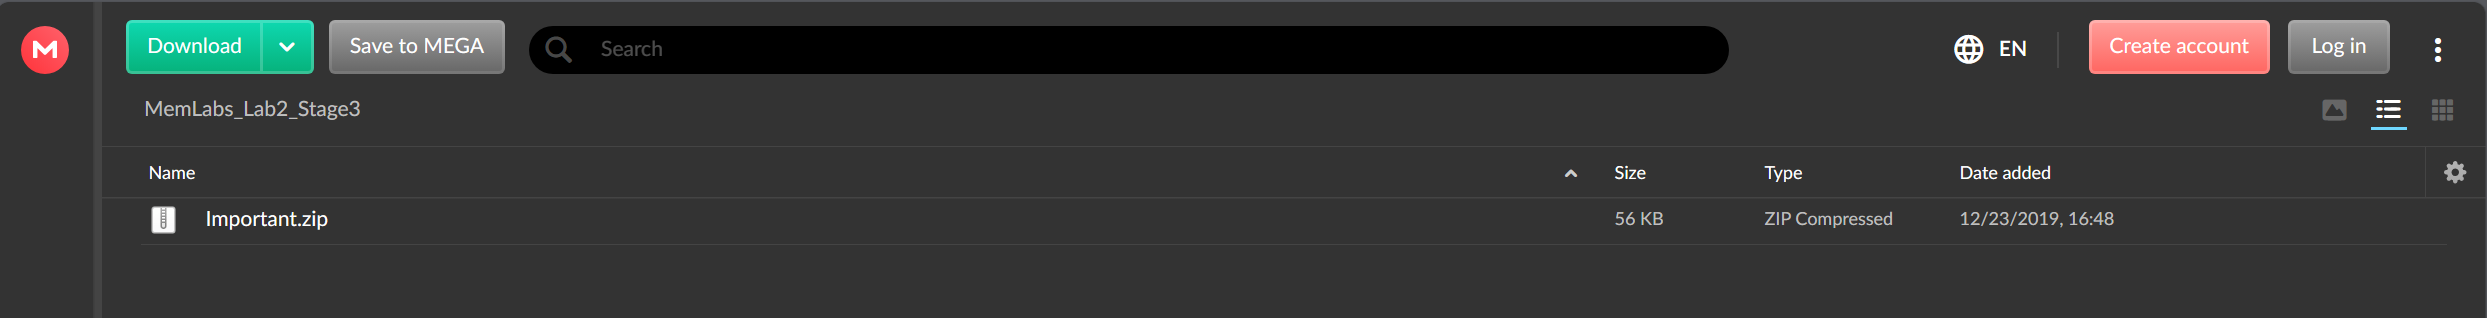 Download Save to MEGA Search EN Create account Log in
MemLabs_Lab2_Stage3
Name Size Type Date added
Important.zip 56 KB ZIP Compressed 12/23/2019, 16:48